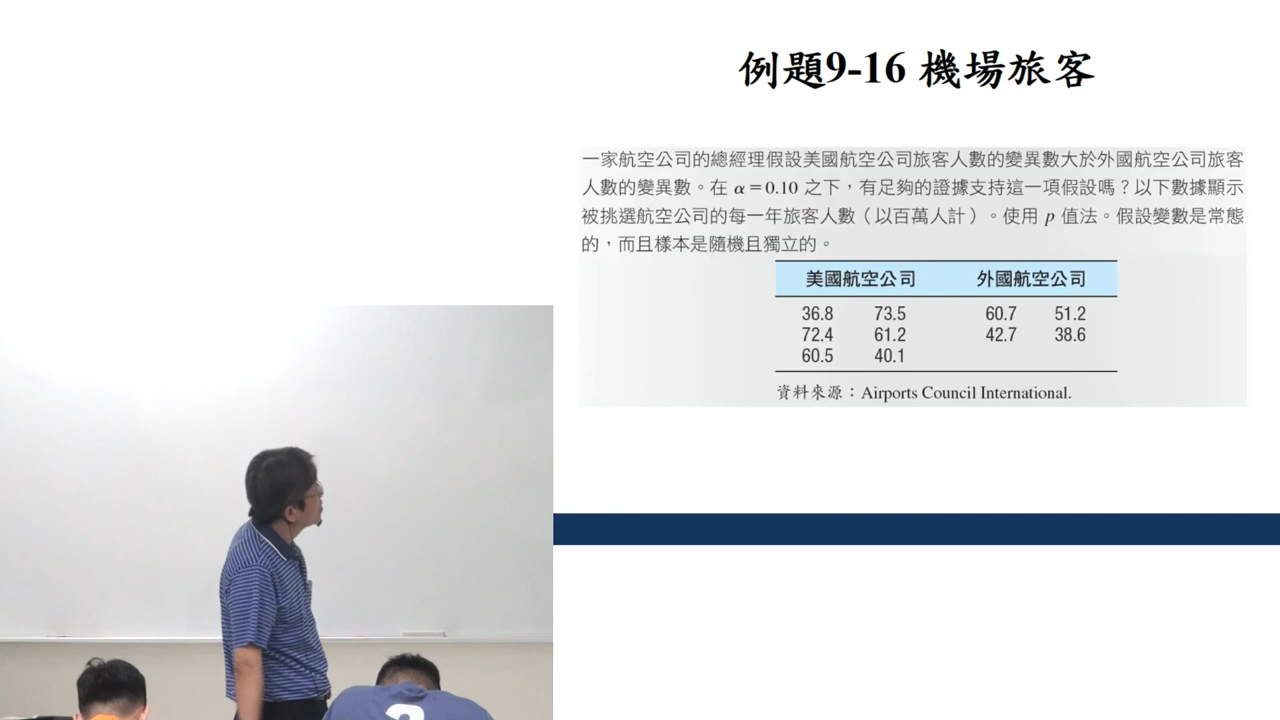 例題9-16 機場旅客
一家航空公司的總經理假設美國航空公司旅客人數的變異數大於外國航空公司旅客
人數的變異數。在 α = 0.10 之下，有足夠的證據支持這一項假設嗎？以下數據顯示
被挑選航空公司的每一年旅客人數（以百萬人計）。使用 p 值法。假設變數是常態
的，而且樣本是隨機且獨立的。
美國航空公司 外國航空公司
36.8 73.5 60.7 51.2
72.4 61.2 42.7 38.6
60.5 40.1
資料來源：Airports Council International.